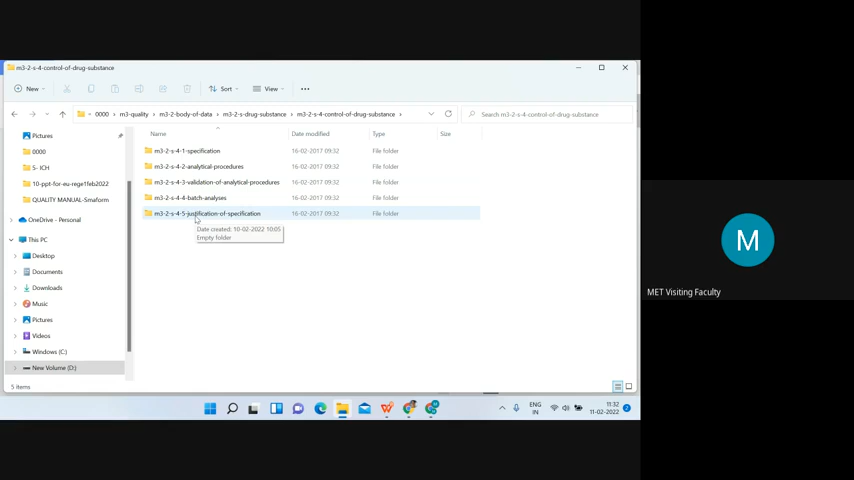 m3-2-s-4-control-of-drug-substance
New
Sort
View
0000 > m3-quality > m3-2-body-of-data > m3-2-s-drug-substance > m3-2-s-4-control-of-drug-substance >
Search m3-2-s-4-control-of-drug-substance
Name Date modified Type Size
Pictures
0000
S- ICH
10-ppt-for-eu-rege1feb2022
QUALITY MANUAL-Smaform
OneDrive - Personal
This PC
Desktop
Documents
Downloads
Music
Pictures
Videos
Windows (C:)
New Volume (D:)
m3-2-s-4-1-specification 16-02-2017 09:32 File folder
m3-2-s-4-2-analytical-procedures 16-02-2017 09:32 File folder
m3-2-s-4-3-validation-of-analytical-procedures 16-02-2017 09:32 File folder
m3-2-s-4-4-batch-analyses 16-02-2017 09:32 File folder
m3-2-s-4-5-justification-of-specification 16-02-2017 09:32 File folder
Date created: 10-02-2022 10:05
Empty folder
5 items
ENG
IN
11:32
11-02-2022
2
M
MET Visiting Faculty